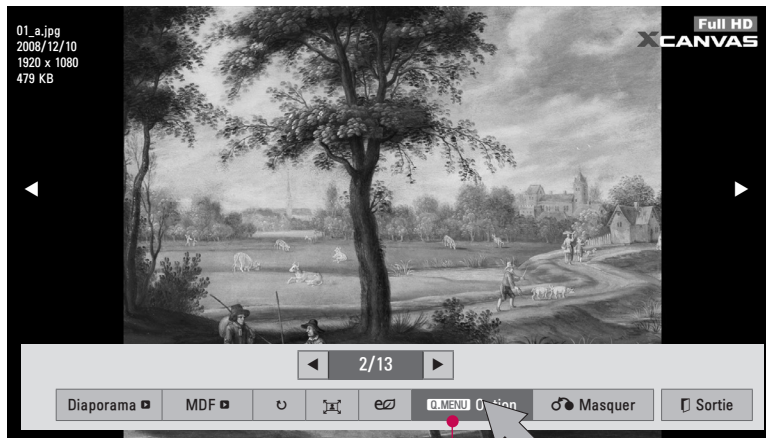 01_a.jpg
2008/12/10
1920 x 1080
479 KB
Full HD
XCANVAS
2/13
Diaporama
MDF
Q.MENU
Masquer
Sortie